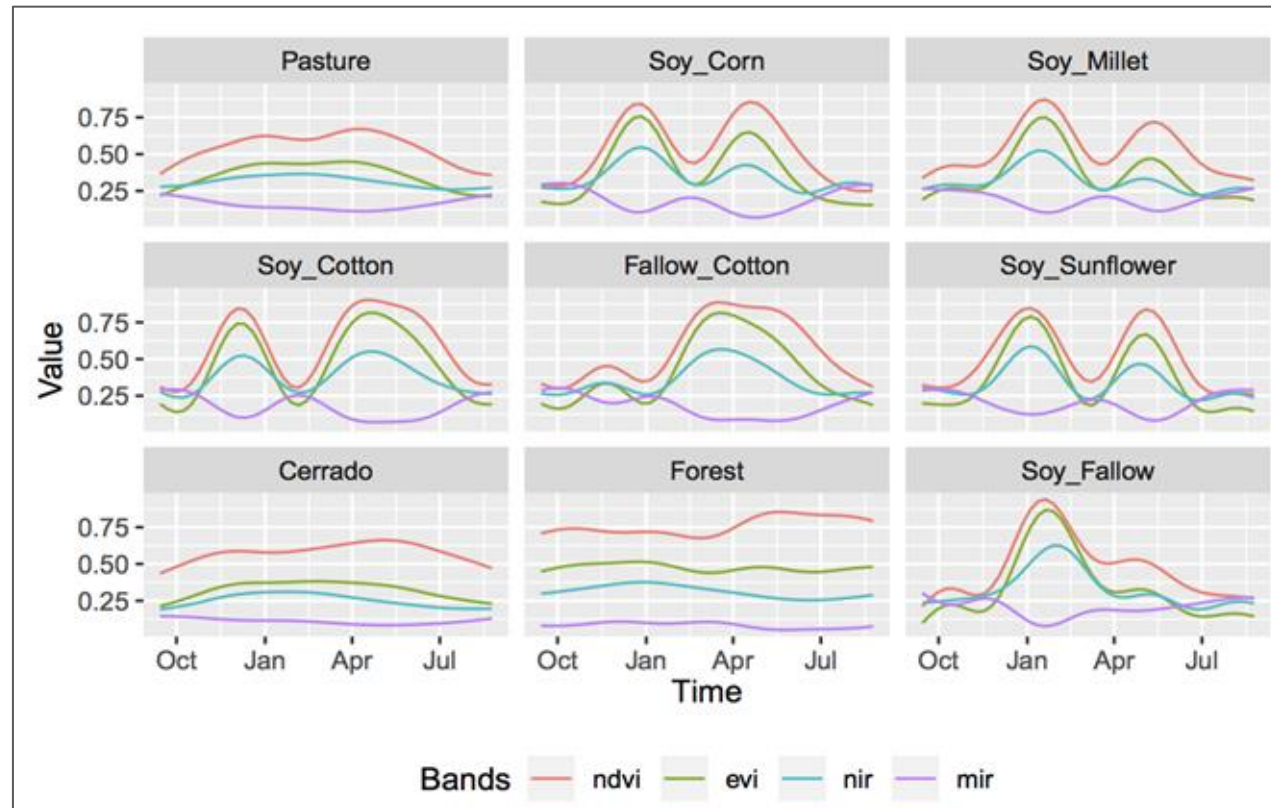 Pasture Soy_Corn Soy_Millet
0.75
0.50
0.25
Soy_Cotton Fallow_Cotton Soy_Sunflower
0.75
0.50
0.25
Value
Cerrado Forest Soy_Fallow
0.75
0.50
0.25
Oct Jan Apr Jul Oct Jan Apr Jul Oct Jan Apr Jul
Time
Bands ndvi evi nir mir